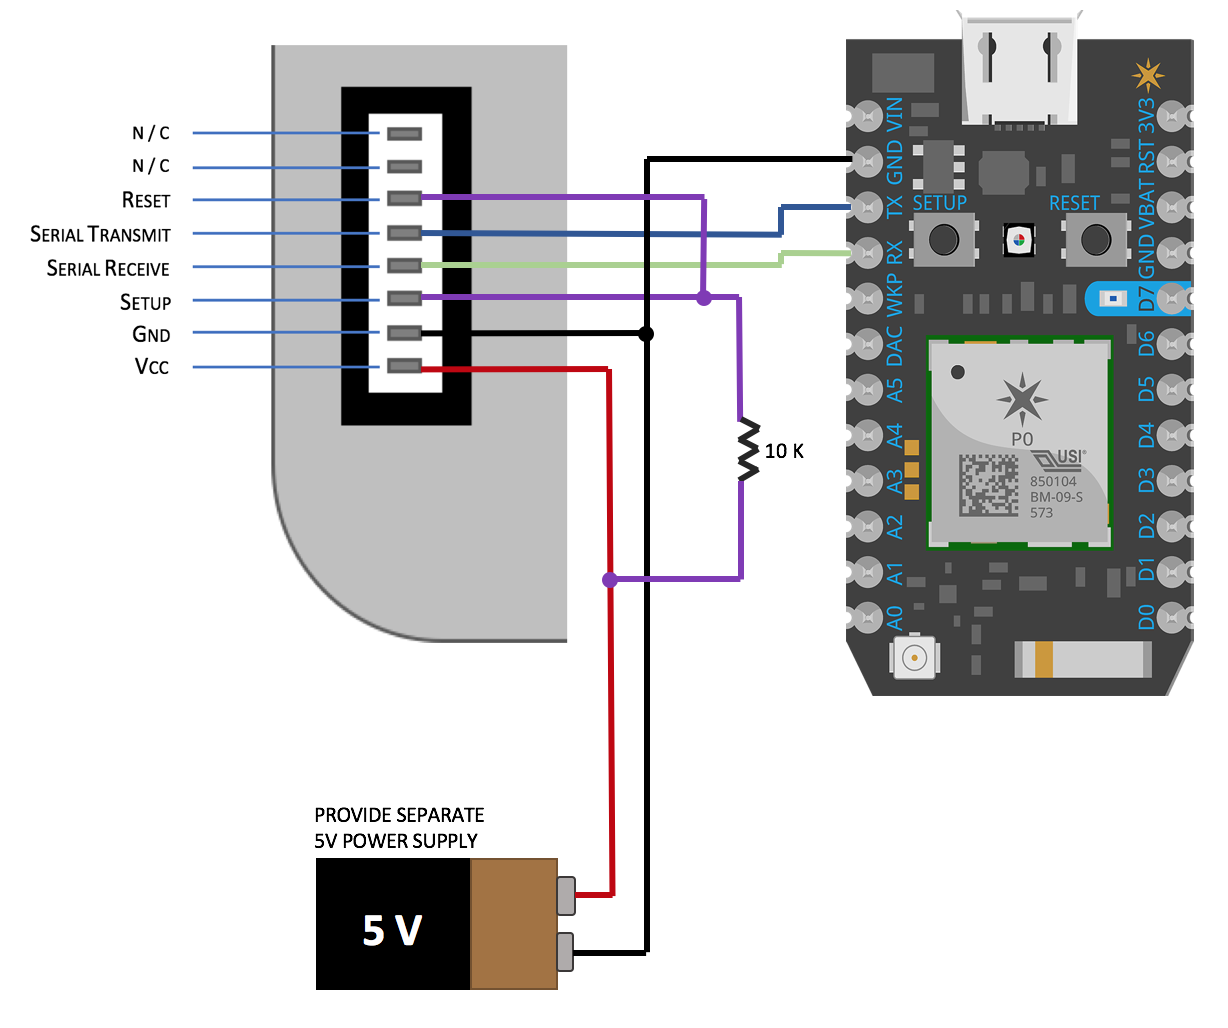 N / C
N / C
RESET
SERIAL TRANSMIT
SERIAL RECEIVE
SETUP
GND
VCC
10 K
PROVIDE SEPARATE
5V POWER SUPPLY
5 V
VIN
GND
TX
RX
WKP
DAC
A5
A4
A3
A2
A1
A0
SETUP
RESET
3V3
RST
VBAT
GND
D7
D6
D5
D4
D3
D2
D1
D0
P0
USI®
850104
BM-09-S
573